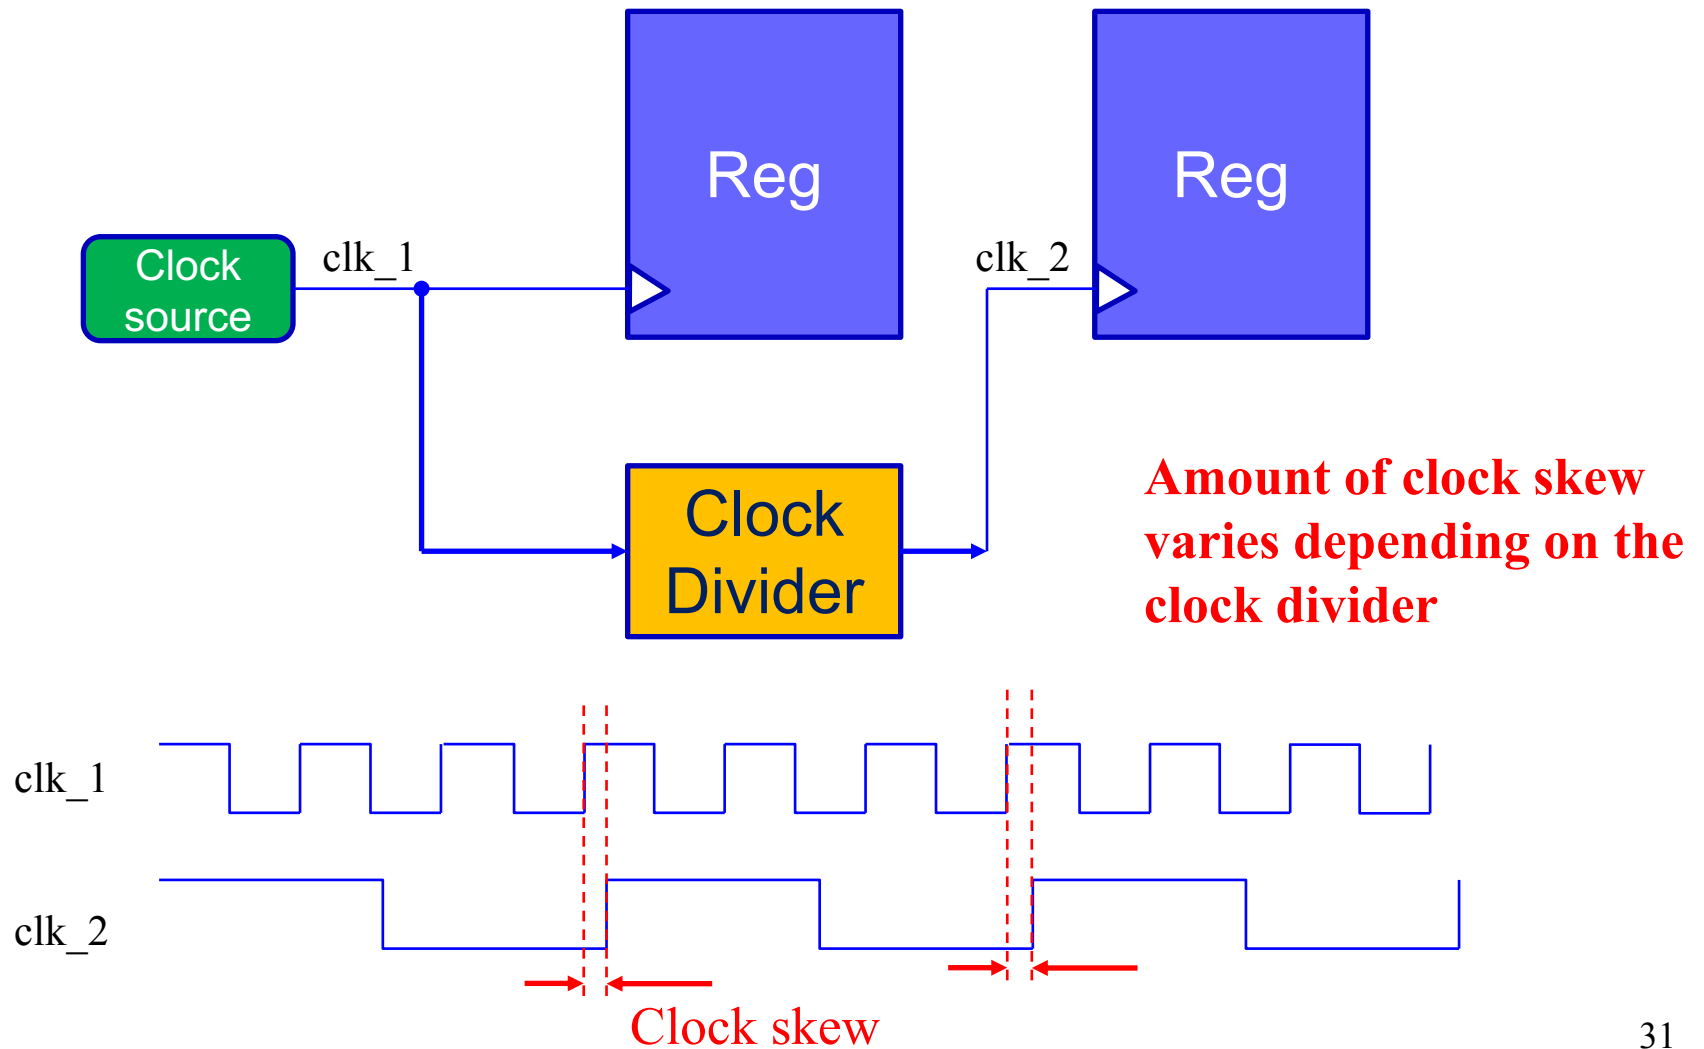 Reg
Reg
Clock
source
clk_1
clk_2
Clock
Divider
Amount of clock skew
varies depending on the
clock divider
clk_1
clk_2
Clock skew
31